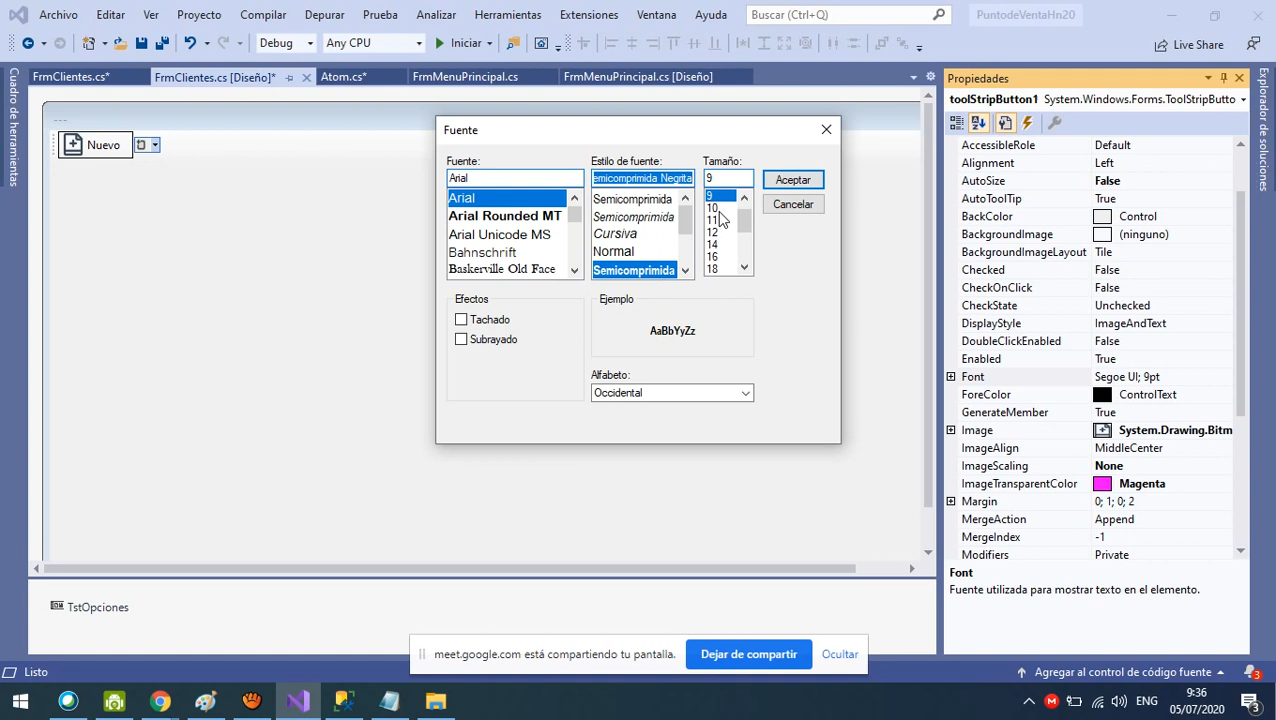 Archivo Editar Ver Proyecto Compilar Depurar Prueba Analizar Herramientas Extensiones Ventana Ayuda Buscar (Ctrl+Q) PuntodeVentaHn20
Debug Any CPU Iniciar Live Share
FrmClientes.cs* FrmClientes.cs [Diseño]* Atom.cs* FrmMenuPrincipal.cs FrmMenuPrincipal.cs [Diseño]
Cuadro de herramientas
---
Nuevo
Fuente
Fuente: Estilo de fuente: Tamaño:
Arial emicomprimida Negrita 9 Aceptar
Arial Semicomprimida 9
Arial Rounded MT Semicomprimida 10 Cancelar
Arial Unicode MS Cursiva 11
Bahnschrift Normal 12
Baskerville Old Face Semicomprimida 14
16
18
Efectos Ejemplo
Tachado AaBbYyZz
Subrayado
Alfabeto:
Occidental
TstOpciones
Propiedades
toolStripButton1 System.Windows.Forms.ToolStripButto
AccessibleRole Default
Alignment Left
AutoSize False
AutoToolTip True
BackColor Control
BackgroundImage (ninguno)
BackgroundImageLayout Tile
Checked False
CheckOnClick False
CheckState Unchecked
DisplayStyle ImageAndText
DoubleClickEnabled False
Enabled True
Font Segoe UI; 9pt
ForeColor ControlText
GenerateMember True
Image System.Drawing.Bitm
ImageAlign MiddleCenter
ImageScaling None
ImageTransparentColor Magenta
Margin 0; 1; 0; 2
MergeAction Append
MergeIndex -1
Modifiers Private
Font
Fuente utilizada para mostrar texto en el elemento.
Explorador de soluciones
meet.google.com está compartiendo tu pantalla. Dejar de compartir Ocultar
Listo Agregar al control de código fuente 3
ENG 9:36
05/07/2020 3